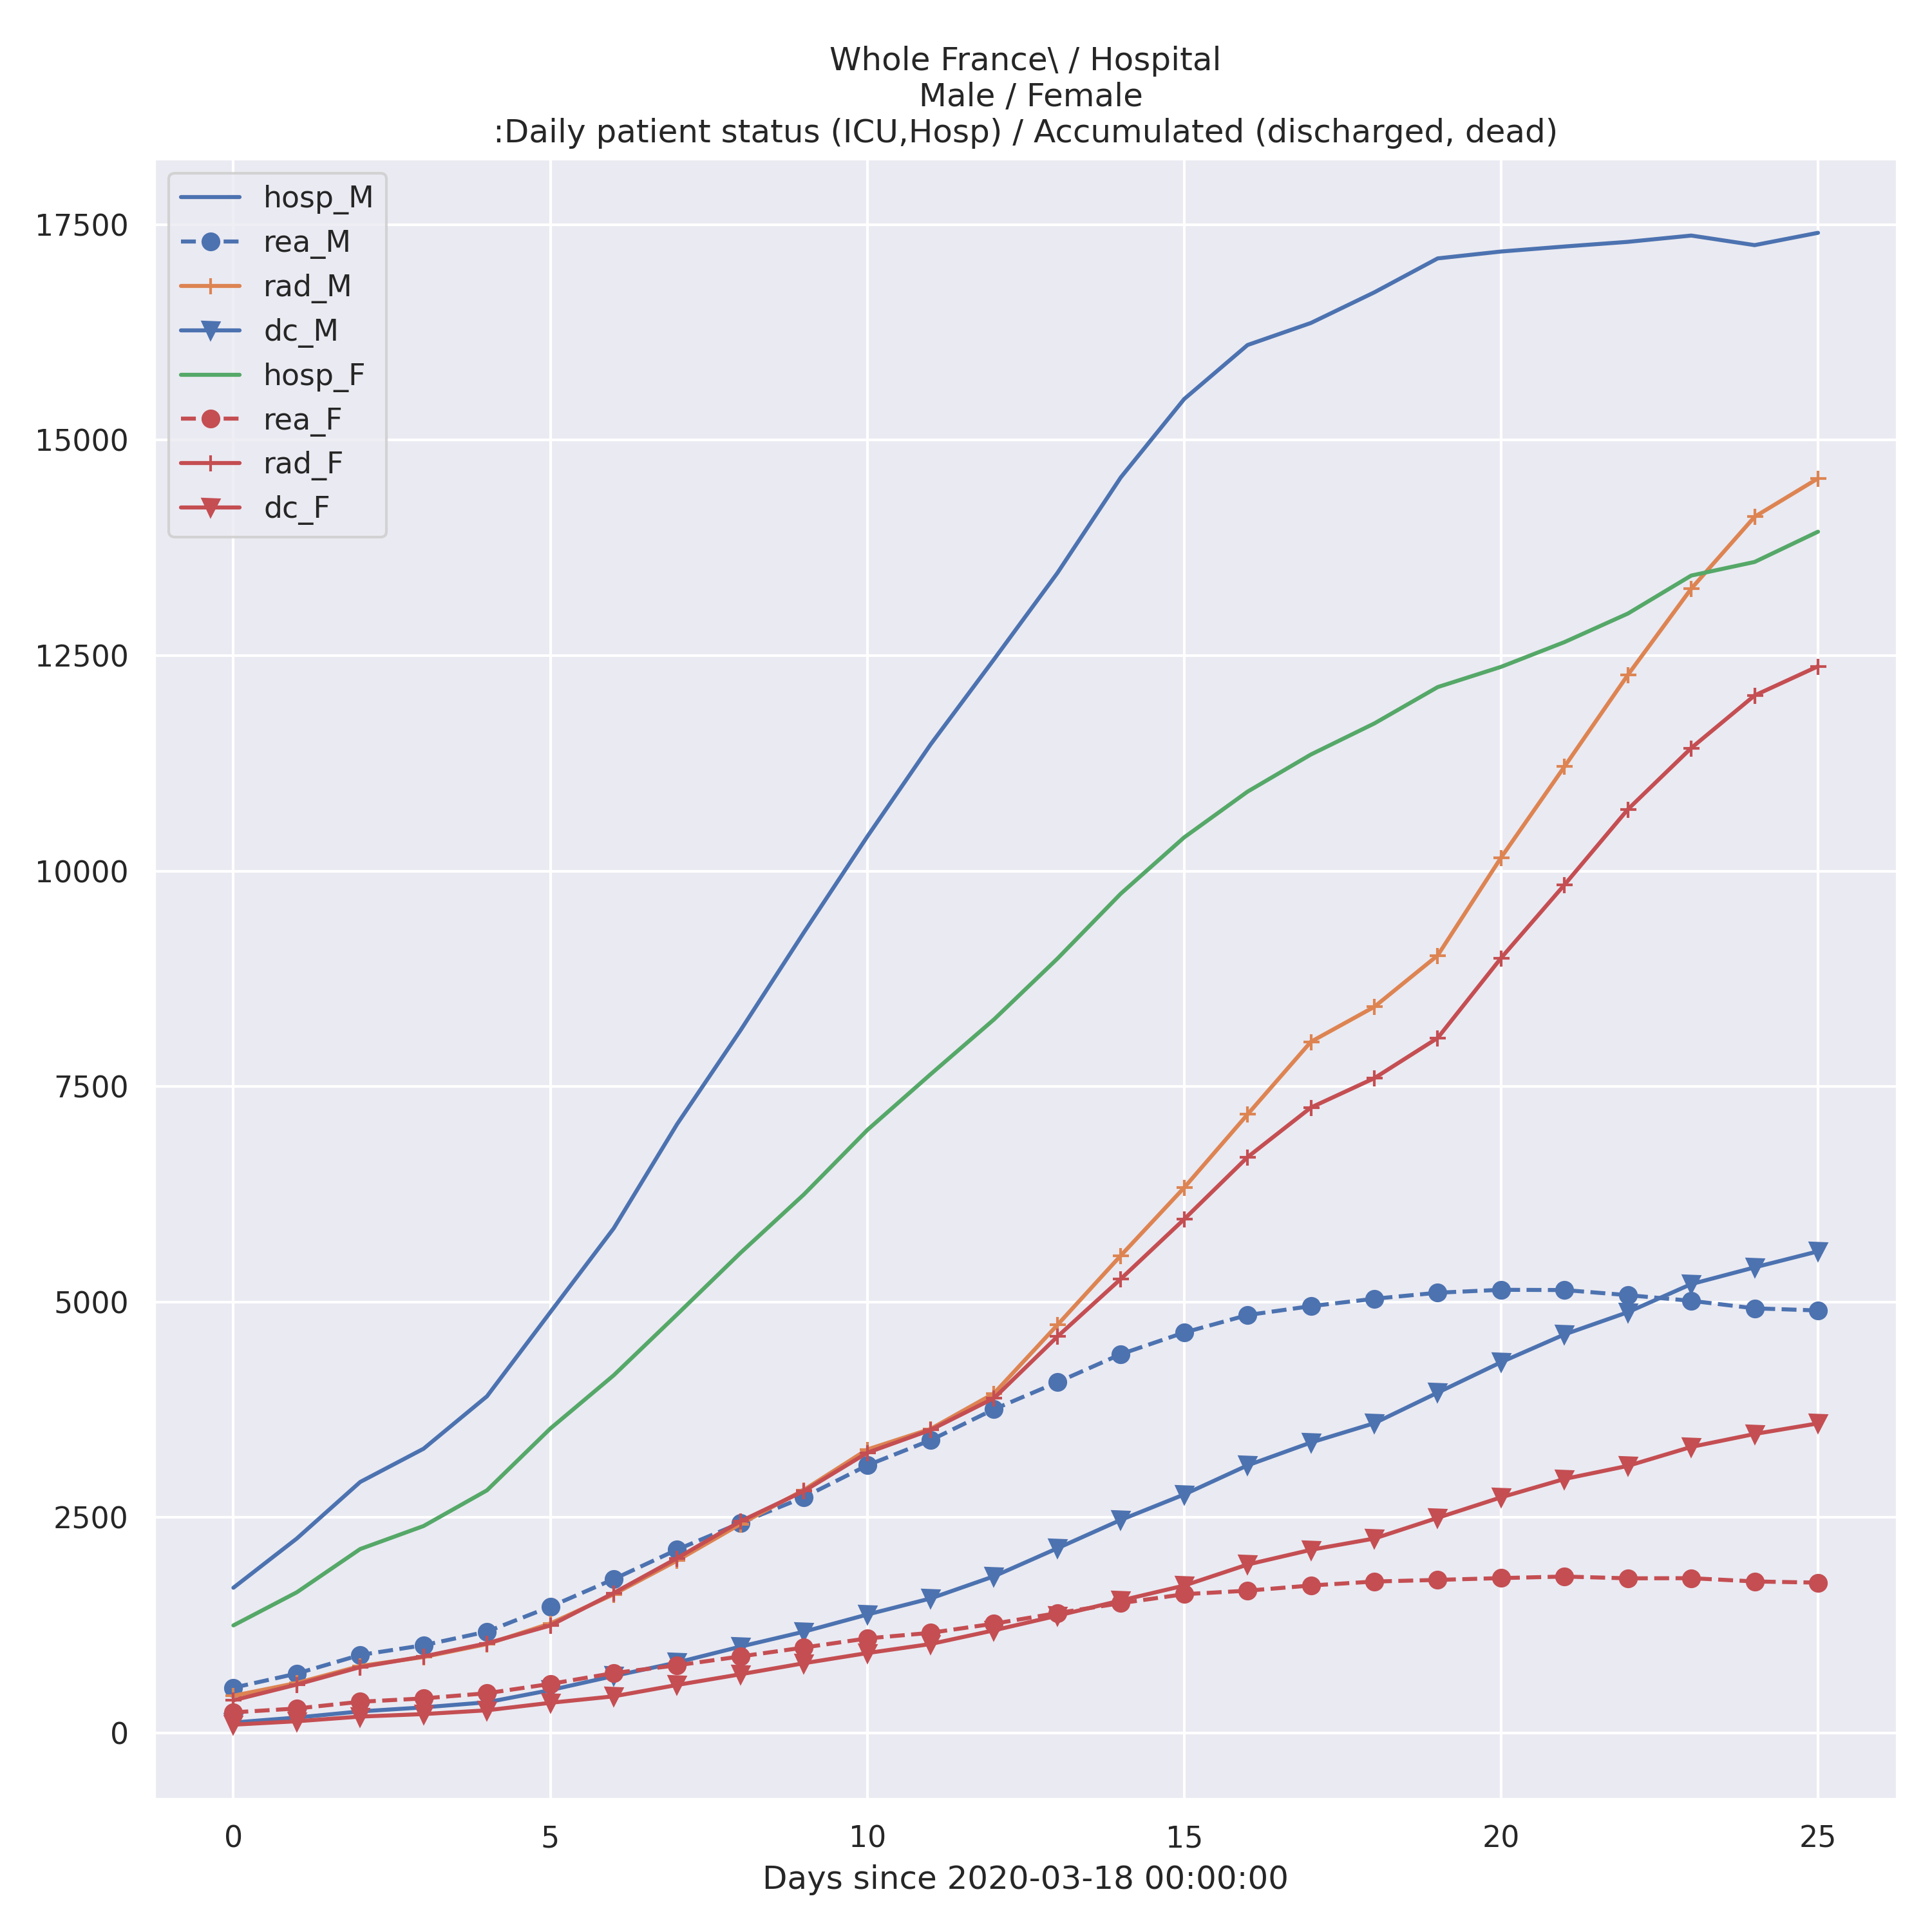 Whole France\ / Hospital
Male / Female
:Daily patient status (ICU,Hosp) / Accumulated (discharged, dead)
hosp_M
rea_M
rad_M
dc_M
hosp_F
rea_F
rad_F
dc_F
17500
15000
12500
10000
7500
5000
2500
0
0 5 10 15 20 25
Days since 2020-03-18 00:00:00